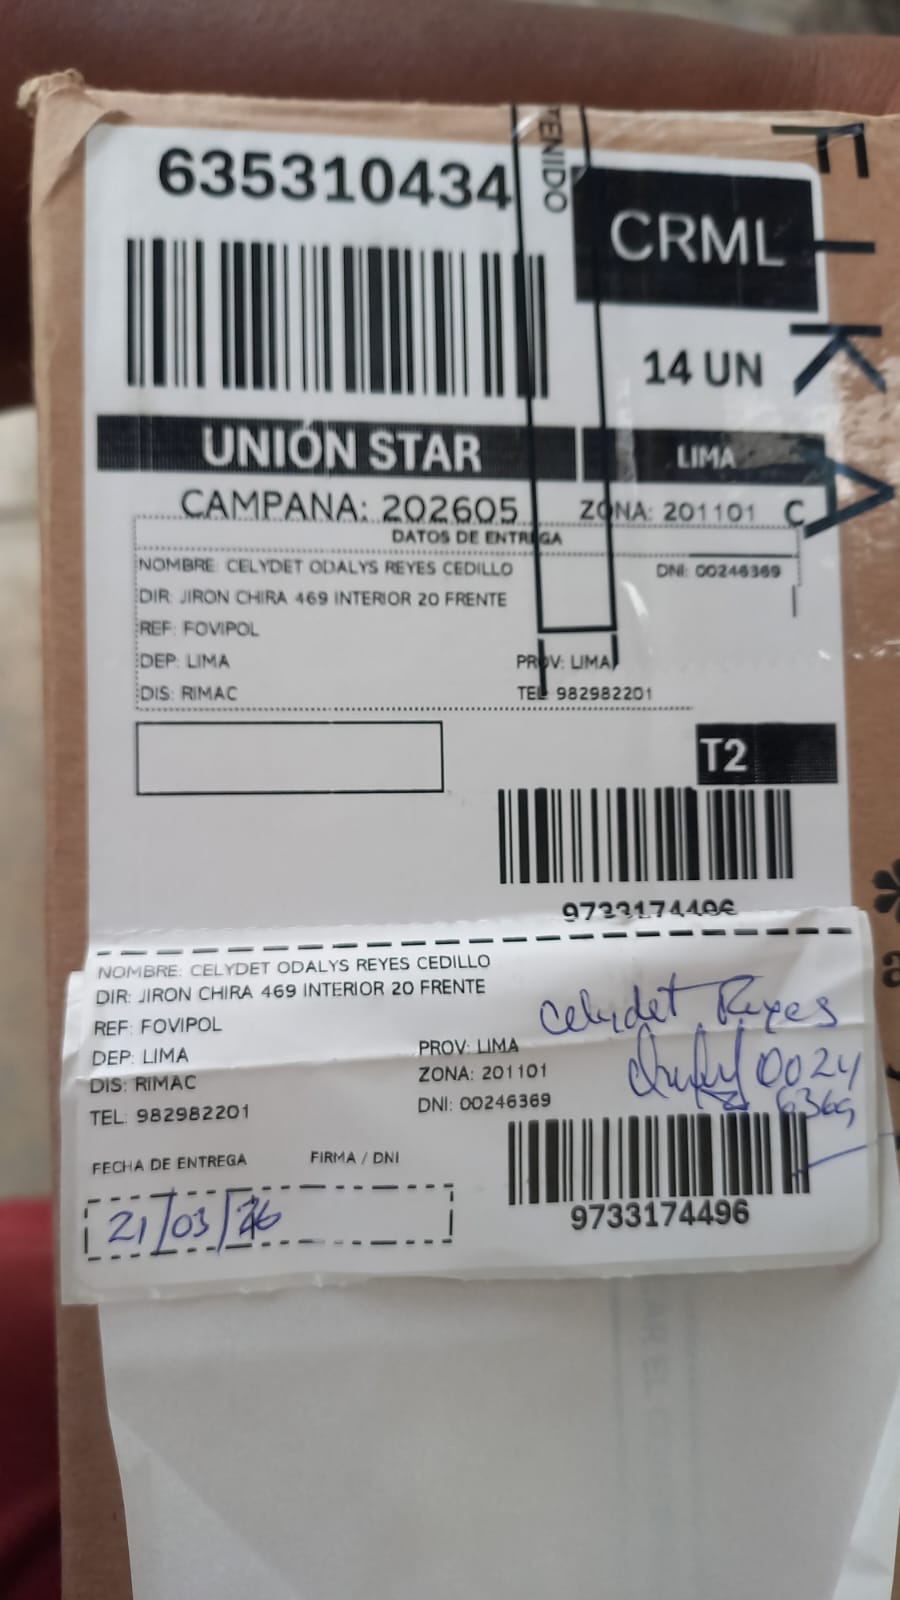 635310434
TENIDO
CRML
14 UN
UNIÓN STAR
LIMA
CAMPANA: 202605
ZONA: 201101 C
DATOS DE ENTREGA
NOMBRE: CELYDET ODALYS REYES CEDILLO
DNI: 00246369
DIR: JIRON CHIRA 469 INTERIOR 20 FRENTE
REF: FOVIPOL
DEP: LIMA
PROV: LIMA
DIS: RIMAC
TEL: 982982201
T2
9733174496
NOMBRE: CELYDET ODALYS REYES CEDILLO
DIR: JIRON CHIRA 469 INTERIOR 20 FRENTE
REF: FOVIPOL
DEP: LIMA
PROV: LIMA
DIS: RIMAC
ZONA: 201101
TEL: 982982201
DNI: 00246369
Celydet Reyes
0024
6369
FECHA DE ENTREGA
FIRMA / DNI
21/03/26
9733174496